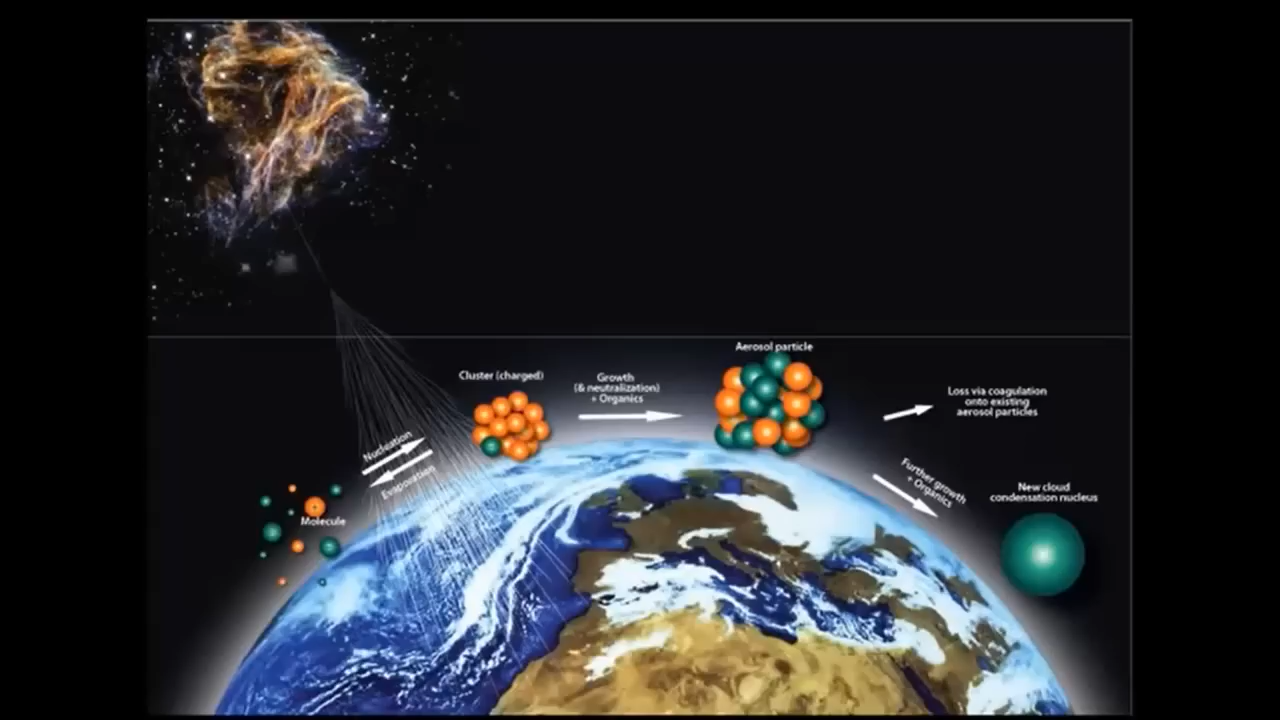 Aerosol particle
Cluster (charged)
Growth
(& neutralization)
+ Organics
Loss via coagulation
onto existing
aerosol particles
Nucleation
Evaporation
Molecule
Further growth
+ Organics
New cloud
condensation nucleus